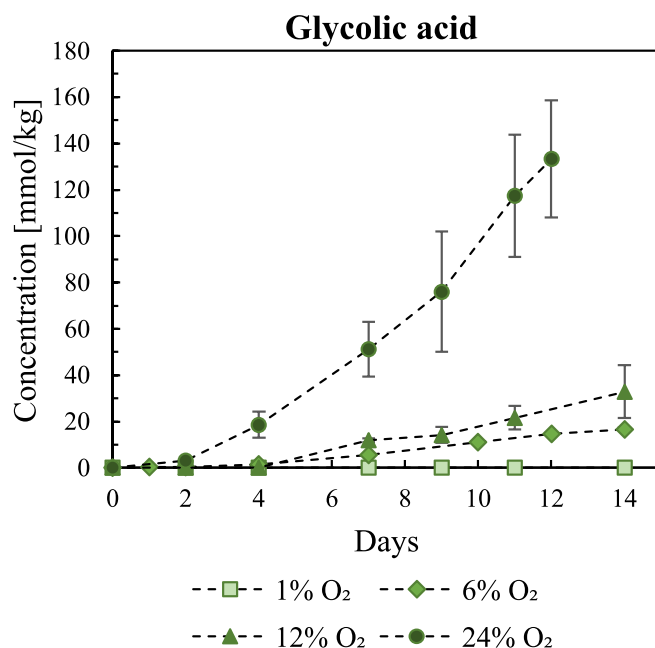 Glycolic acid
Concentration [mmol/kg]
180
160
140
120
100
80
60
40
20
0
0 2 4 6 8 10 12 14
Days
1% O₂ 6% O₂
12% O₂ 24% O₂